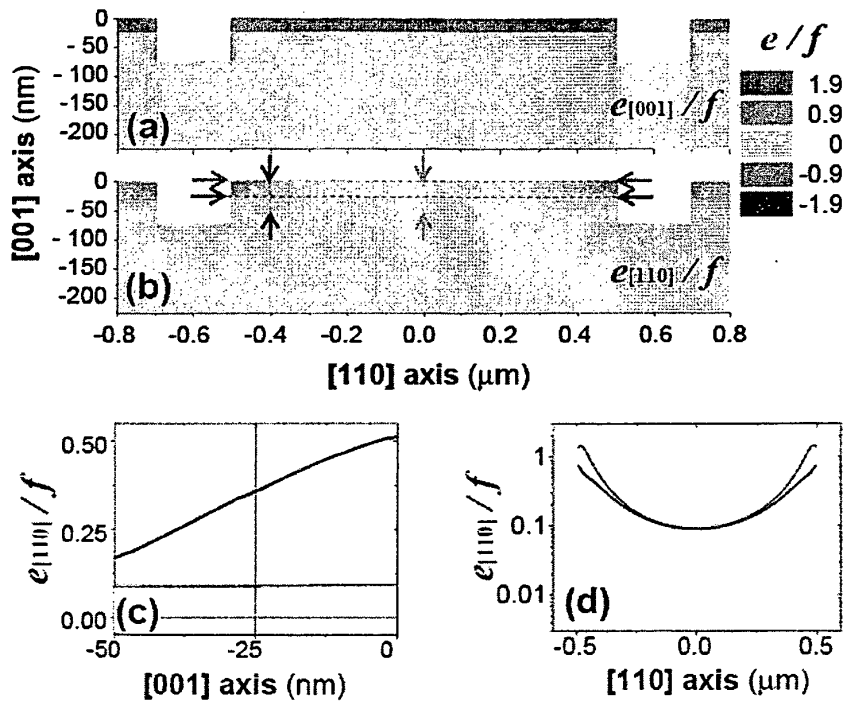 0
-50
-100
-150
-200
[001] axis (nm)
(a)
e[001]/f
e/f
1.9
0.9
0
-0.9
-1.9
0
-50
-100
-150
-200
(b)
e[110]/f
-0.8 -0.6 -0.4 -0.2 0.0 0.2 0.4 0.6 0.8
[110] axis (μm)
0.50
0.25
0.00
e[110]/f
(c)
-50 -25 0
[001] axis (nm)
1
0.1
0.01
e[110]/f
(d)
-0.5 0.0 0.5
[110] axis (μm)